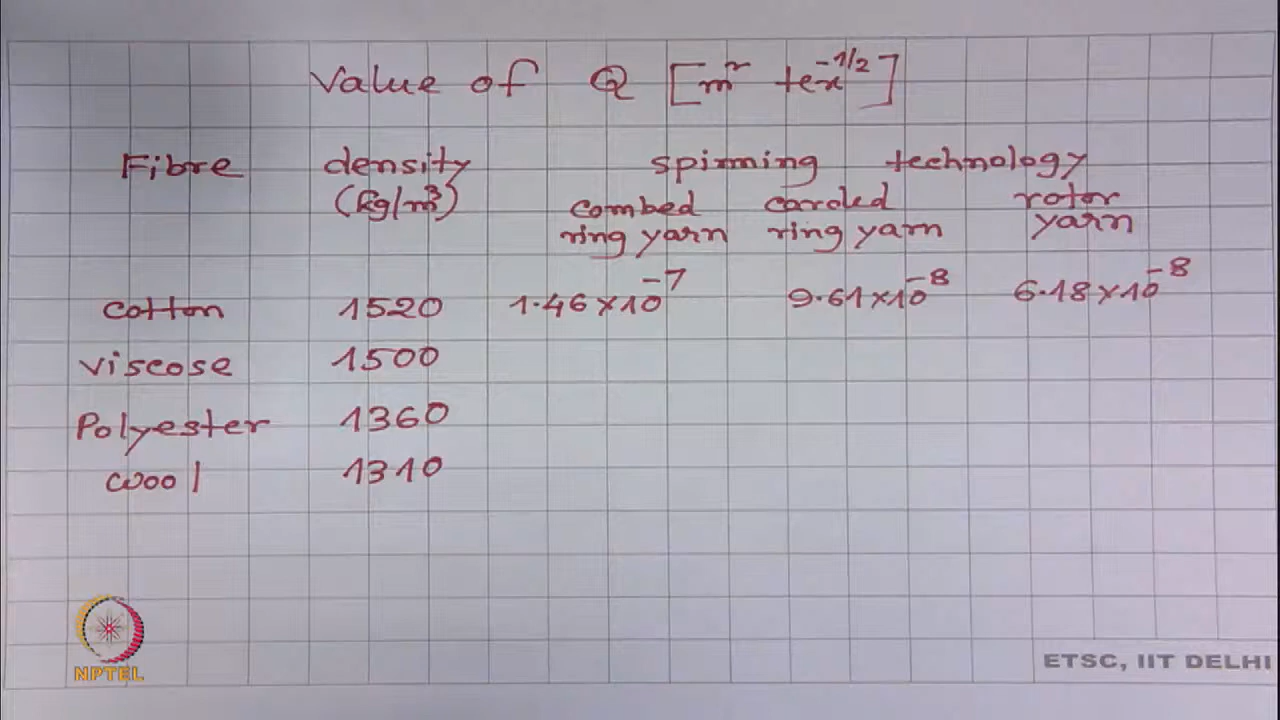 Value of Q [m² tex^-1/2]
Fibre density spinning technology
(kg/m³) combed carded rotor
ring yarn ring yarn yarn
cotton 1520 1.46×10^-7 9.61×10^-8 6.18×10^-8
viscose 1500
Polyester 1360
wool 1310
NPTEL
ETSC, IIT DELHI